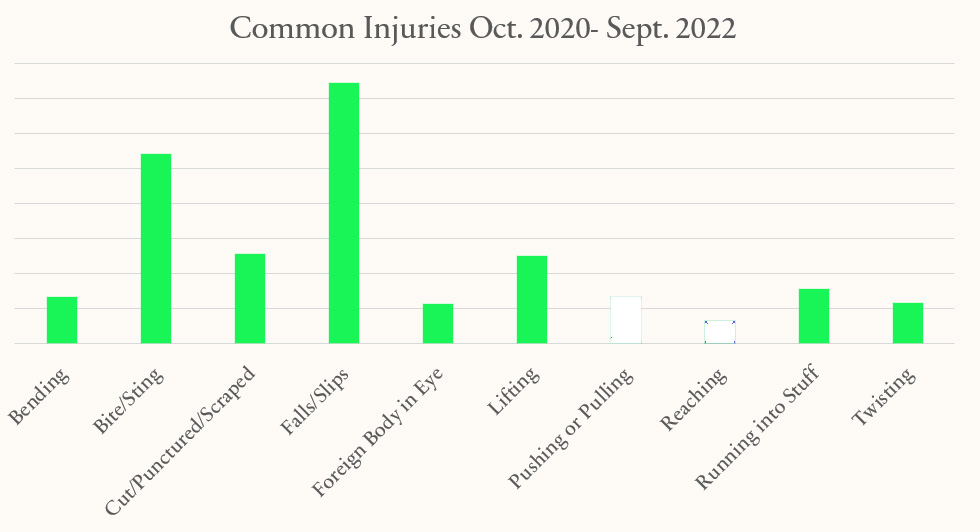 Common Injuries Oct. 2020- Sept. 2022
Bending
Bite/Sting
Cut/Punctured/Scraped
Falls/Slips
Foreign Body in Eye
Lifting
Pushing or Pulling
Reaching
Running into Stuff
Twisting